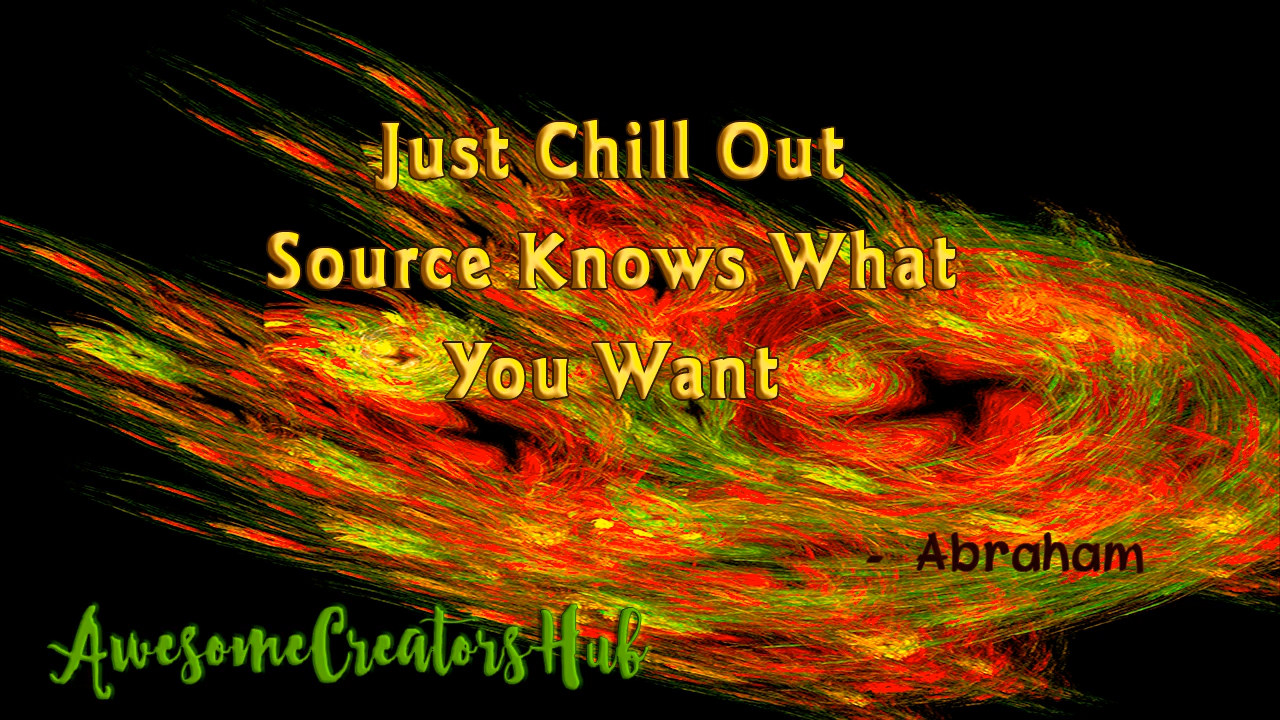 Just Chill Out
Source Knows What
You Want
- Abraham
AwesomeCreatorsHub